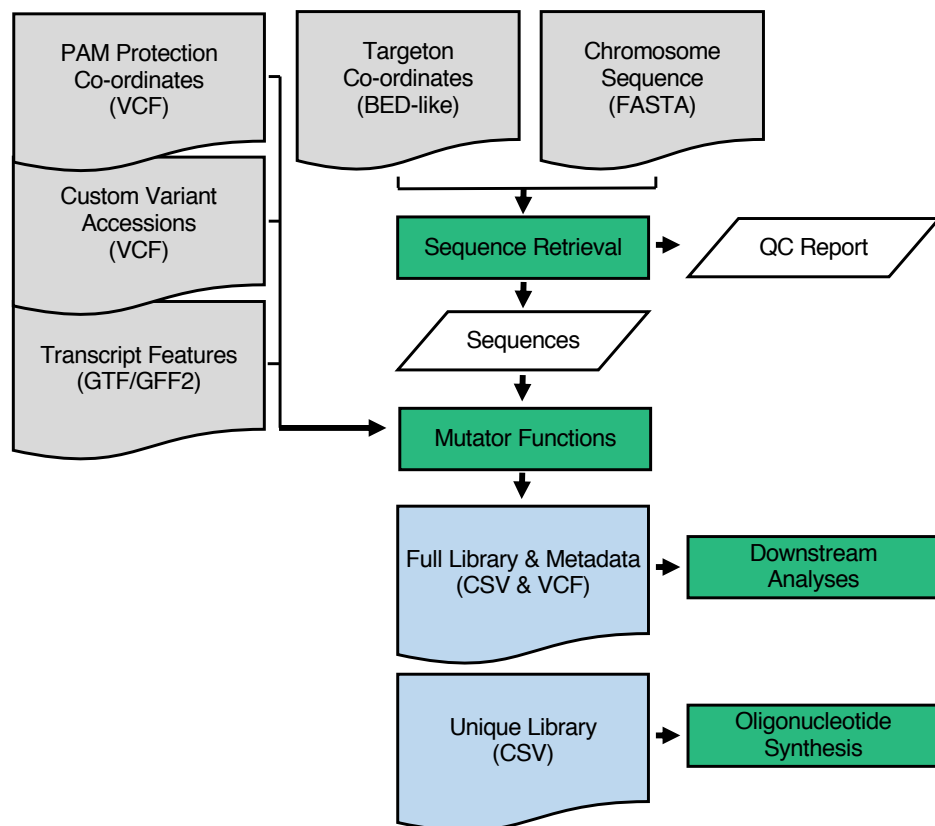 PAM Protection
Co-ordinates
(VCF)
Targeton
Co-ordinates
(BED-like)
Chromosome
Sequence
(FASTA)
Custom Variant
Accessions
(VCF)
Sequence Retrieval
QC Report
Transcript Features
(GTF/GFF2)
Sequences
Mutator Functions
Full Library & Metadata
(CSV & VCF)
Downstream
Analyses
Unique Library
(CSV)
Oligonucleotide
Synthesis